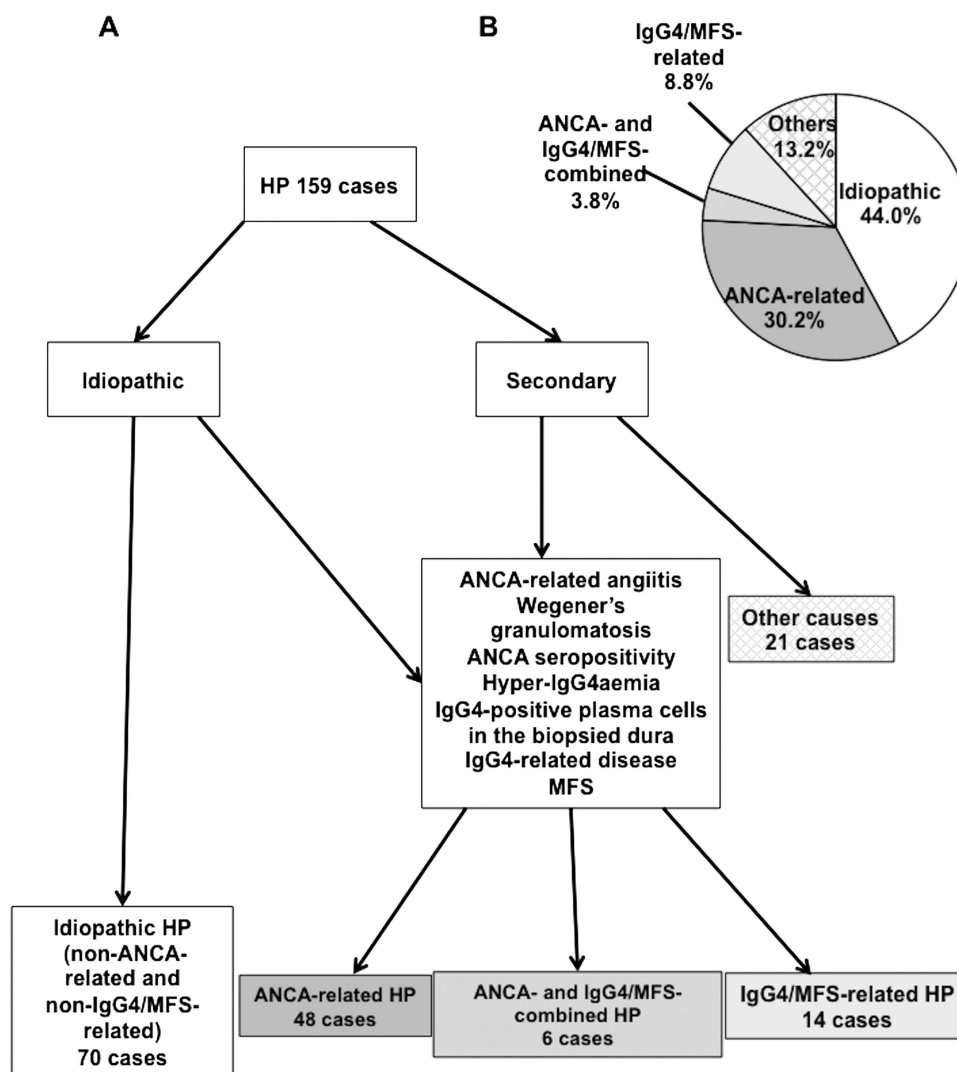 A
HP 159 cases
Idiopathic
Secondary
ANCA-related angiitis
Wegener's
granulomatosis
ANCA seropositivity
Hyper-IgG4aemia
IgG4-positive plasma cells
in the biopsied dura
IgG4-related disease
MFS
Other causes
21 cases
Idiopathic HP
(non-ANCA-
related and
non-IgG4/MFS-
related)
70 cases
ANCA-related HP
48 cases
ANCA- and IgG4/MFS-
combined HP
6 cases
IgG4/MFS-related HP
14 cases
B
IgG4/MFS-
related
8.8%
ANCA- and
IgG4/MFS-
combined
3.8%
Others
13.2%
Idiopathic
44.0%
ANCA-related
30.2%